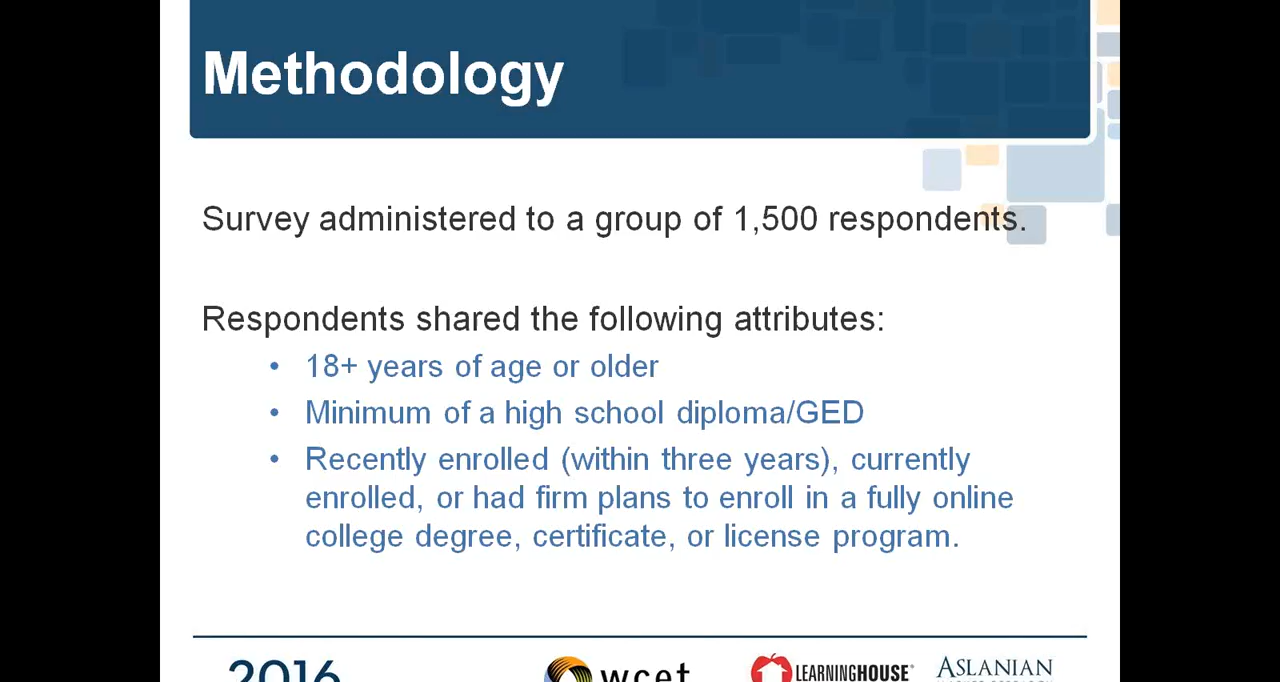 Methodology
Survey administered to a group of 1,500 respondents.
Respondents shared the following attributes:
• 18+ years of age or older
• Minimum of a high school diploma/GED
• Recently enrolled (within three years), currently
enrolled, or had firm plans to enroll in a fully online
college degree, certificate, or license program.
2016 wcet LEARNINGHOUSE® ASLANIAN